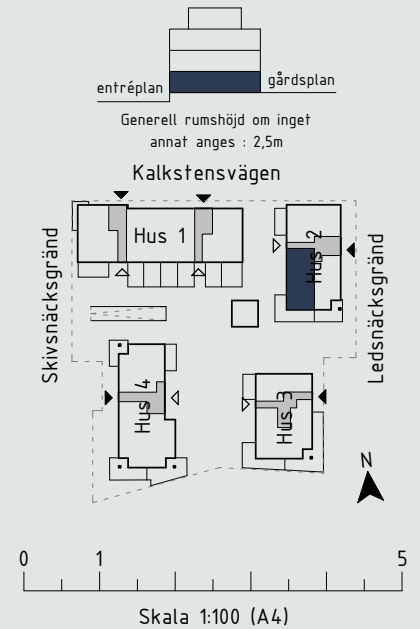 entréplan
gårdsplan
Generell rumshöjd om inget
annat anges : 2,5m
Kalkstensvägen
Skivsnäcksgränd
Hus 1
Hus 2
Ledsnäcksgränd
Hus 4
Hus 3
N
0 1 5
Skala 1:100 (A4)